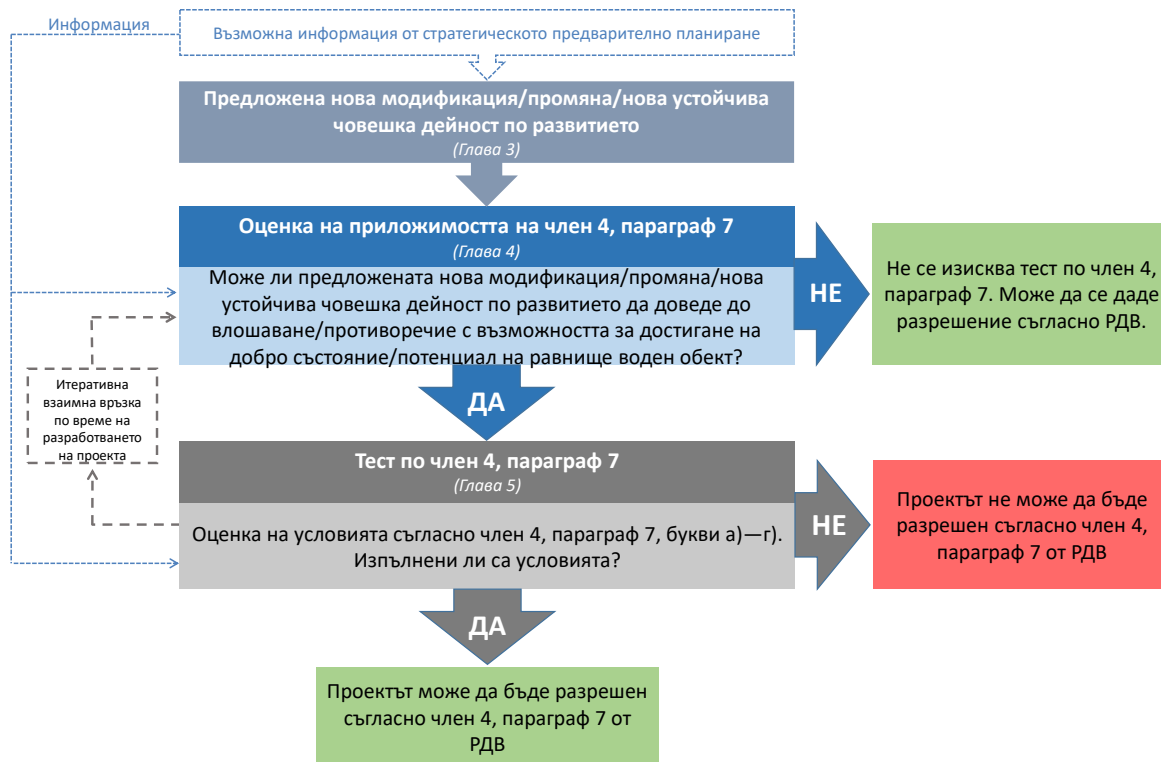 Информация
Възможна информация от стратегическото предварително планиране
Предложена нова модификация/промяна/нова устойчива
човешка дейност по развитието
(Глава 3)
Оценка на приложимостта на член 4, параграф 7
(Глава 4)
Може ли предложената нова модификация/промяна/нова
устойчива човешка дейност по развитието да доведе до
влошаване/противоречие с възможността за достигане на
добро състояние/потенциал на равнище воден обект?
НЕ
Не се изисква тест по член 4,
параграф 7. Може да се даде
разрешение съгласно РДВ.
Итеративна
взаимна връзка
по време на
разработването
на проекта
ДА
Тест по член 4, параграф 7
(Глава 5)
Оценка на условията съгласно член 4, параграф 7, букви а)—г).
Изпълнени ли са условията?
НЕ
Проектът не може да бъде
разрешен съгласно член 4,
параграф 7 от РДВ
ДА
Проектът може да бъде разрешен
съгласно член 4, параграф 7 от
РДВ